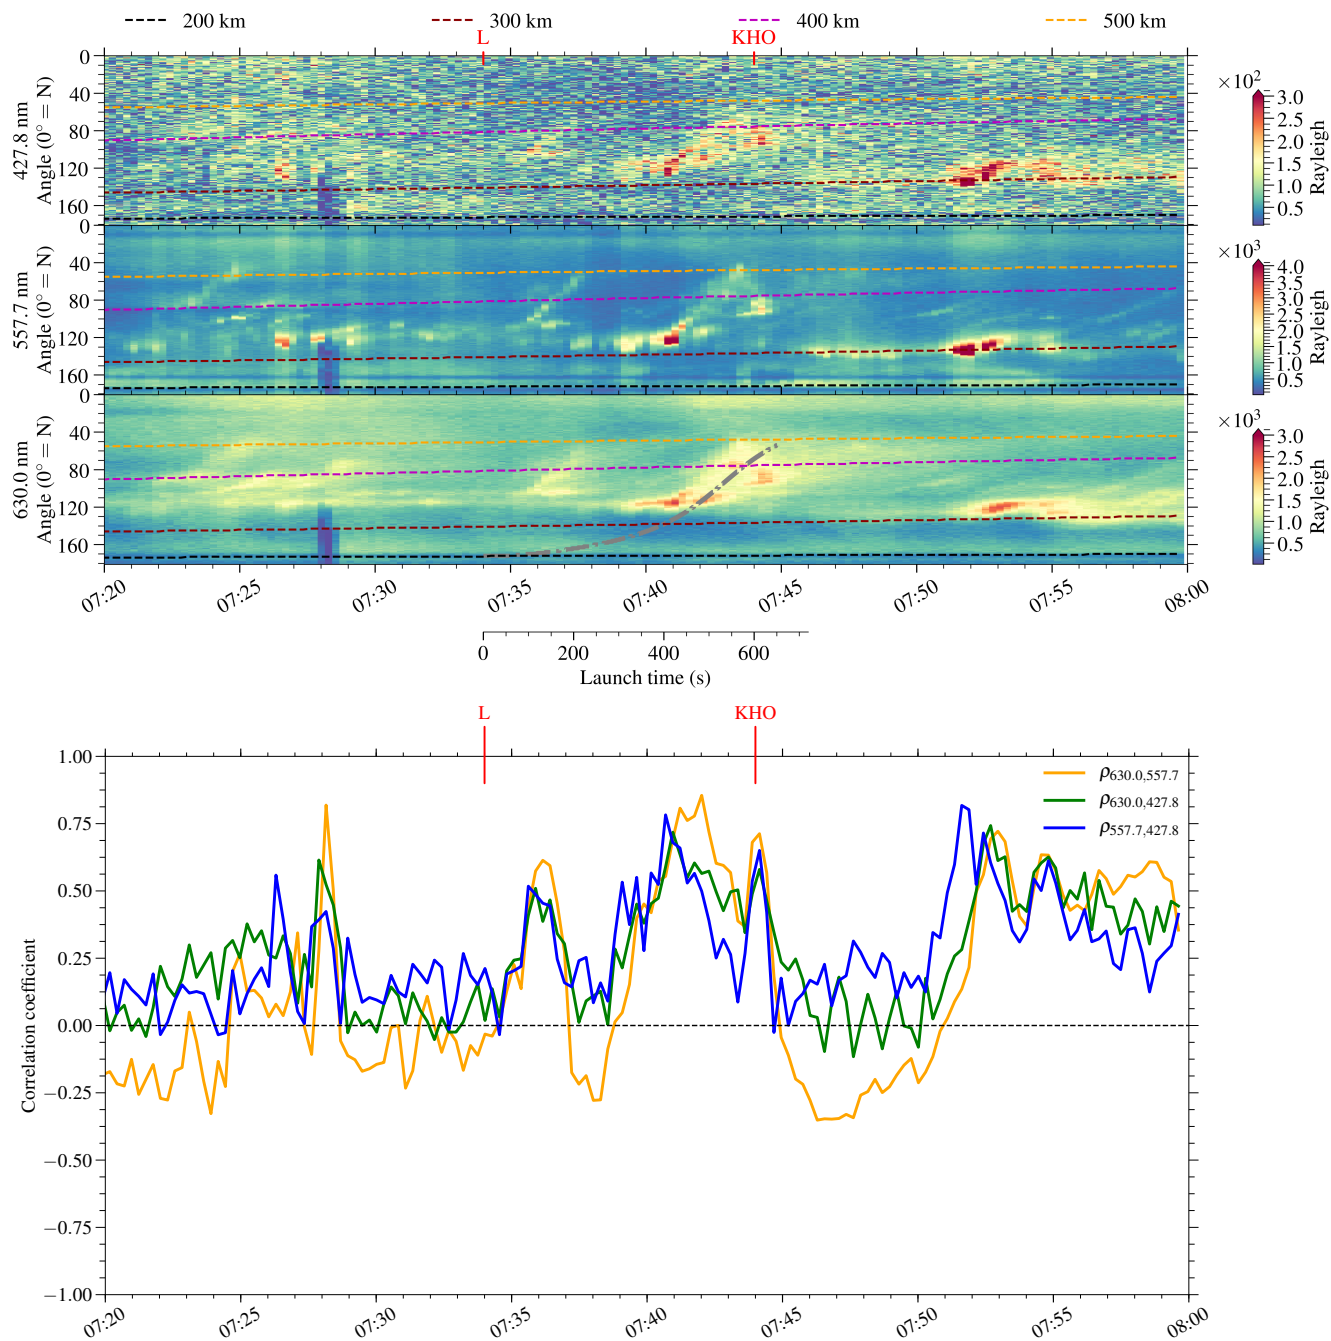 200 km 300 km 400 km 500 km
L KHO
427.8 nm
Angle (0° = N)
0
40
80
120
160
×10²
3.0
2.5
2.0
1.5
1.0
0.5
Rayleigh
557.7 nm
Angle (0° = N)
0
40
80
120
160
×10³
4.0
3.5
3.0
2.5
2.0
1.5
1.0
0.5
Rayleigh
630.0 nm
Angle (0° = N)
0
40
80
120
160
×10³
3.0
2.5
2.0
1.5
1.0
0.5
Rayleigh
07:20 07:25 07:30 07:35 07:40 07:45 07:50 07:55 08:00
0 200 400 600
Launch time (s)
L KHO
Correlation coefficient
1.00
0.75
0.50
0.25
0.00
−0.25
−0.50
−0.75
−1.00
ρ630.0,557.7
ρ630.0,427.8
ρ557.7,427.8
07:20 07:25 07:30 07:35 07:40 07:45 07:50 07:55 08:00